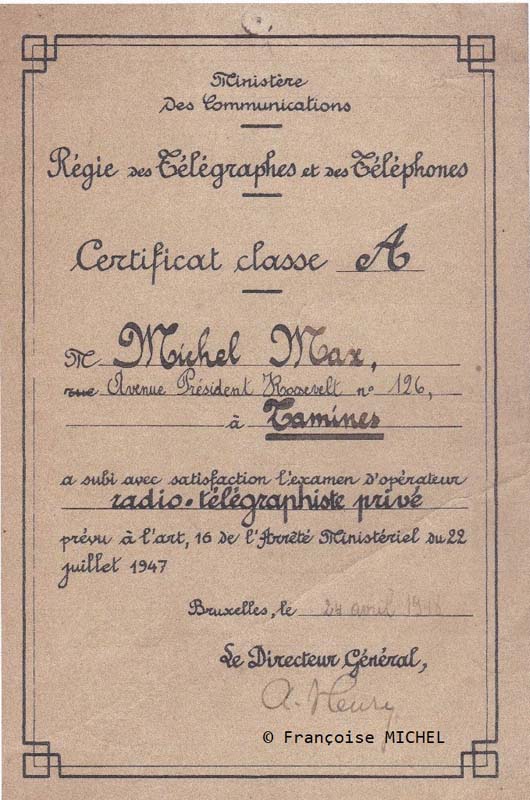 Ministère
Des Communications
Régie des Télégraphes et des Téléphones
Certificat classe A
M Michel Max,
rue Avenue Président Roosevelt n° 126,
à Tamines
a subi avec satisfaction l'examen d'opérateur
radio-télégraphiste privé
prévu à l'art, 16 de l'Arrêté Ministériel du 22
juillet 1947
Bruxelles, le 24 avril 1948
Le Directeur Général,
A. Henry
© Françoise MICHEL